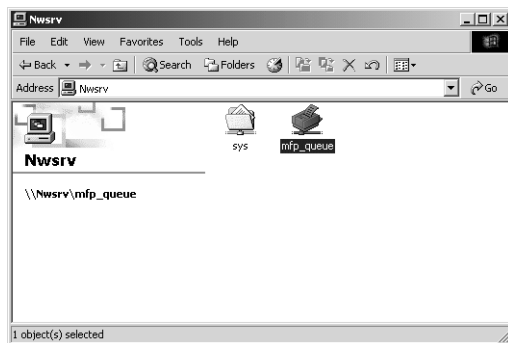 Nwsrv
File Edit View Favorites Tools Help
Back Search Folders
Address Nwsrv Go
sys mfp_queue
Nwsrv
\\Nwsrv\mfp_queue
1 object(s) selected